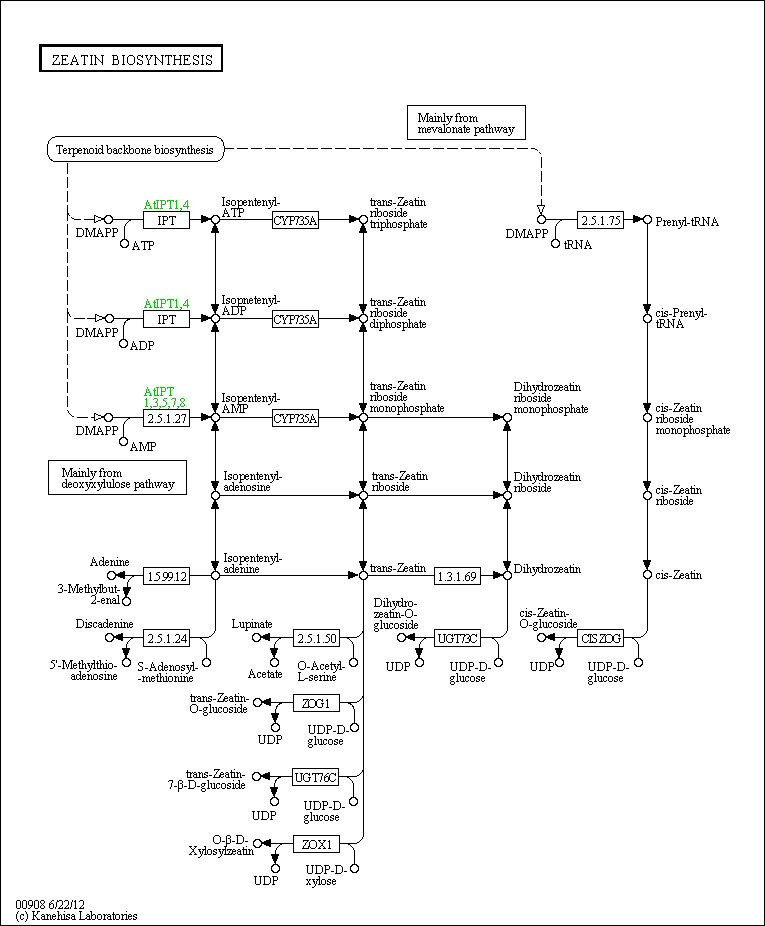 ZEATIN BIOSYNTHESIS
Mainly from
mevalonate pathway
Terpenoid backbone biosynthesis
AtIPT1,4
IPT
DMAPP
ATP
Isopentenyl-
ATP
CYP735A
trans-Zeatin
riboside
triphosphate
DMAPP
tRNA
2.5.1.75
Prenyl-tRNA
AtIPT1,4
IPT
DMAPP
ADP
Isopnetenyl-
ADP
CYP735A
trans-Zeatin
riboside
diphosphate
cis-Prenyl-
tRNA
AtIPT
1,3,5,7,8
2.5.1.27
DMAPP
AMP
Isopentenyl-
AMP
CYP735A
trans-Zeatin
riboside
monophosphate
Dihydrozeatin
riboside
monophosphate
cis-Zeatin
riboside
monophosphate
Mainly from
deoxyxylulose pathway
Isopentenyl-
adenosine
trans-Zeatin
riboside
Dihydrozeatin
riboside
cis-Zeatin
riboside
Adenine
1.5.99.12
3-Methylbut-
2-enal
Isopentenyl-
adenine
trans-Zeatin
1.3.1.69
Dihydrozeatin
cis-Zeatin
Discadenine
2.5.1.24
5'-Methylthio-
adenosine
S-Adenosyl-
-methionine
Lupinate
2.5.1.50
Acetate
O-Acetyl-
L-serine
Dihydro-
zeatin-O-
glucoside
UGT73C
UDP
UDP-D-
glucose
cis-Zeatin-
O-glucoside
CISZOG
UDP
UDP-D-
glucose
trans-Zeatin-
O-glucoside
ZOG1
UDP
UDP-D-
glucose
trans-Zeatin-
7-β-D-glucoside
UGT76C
UDP
UDP-D-
glucose
O-β-D-
Xylosylzeatin
ZOX1
UDP
UDP-D-
xylose
00908 6/22/12
(c) Kanehisa Laboratories